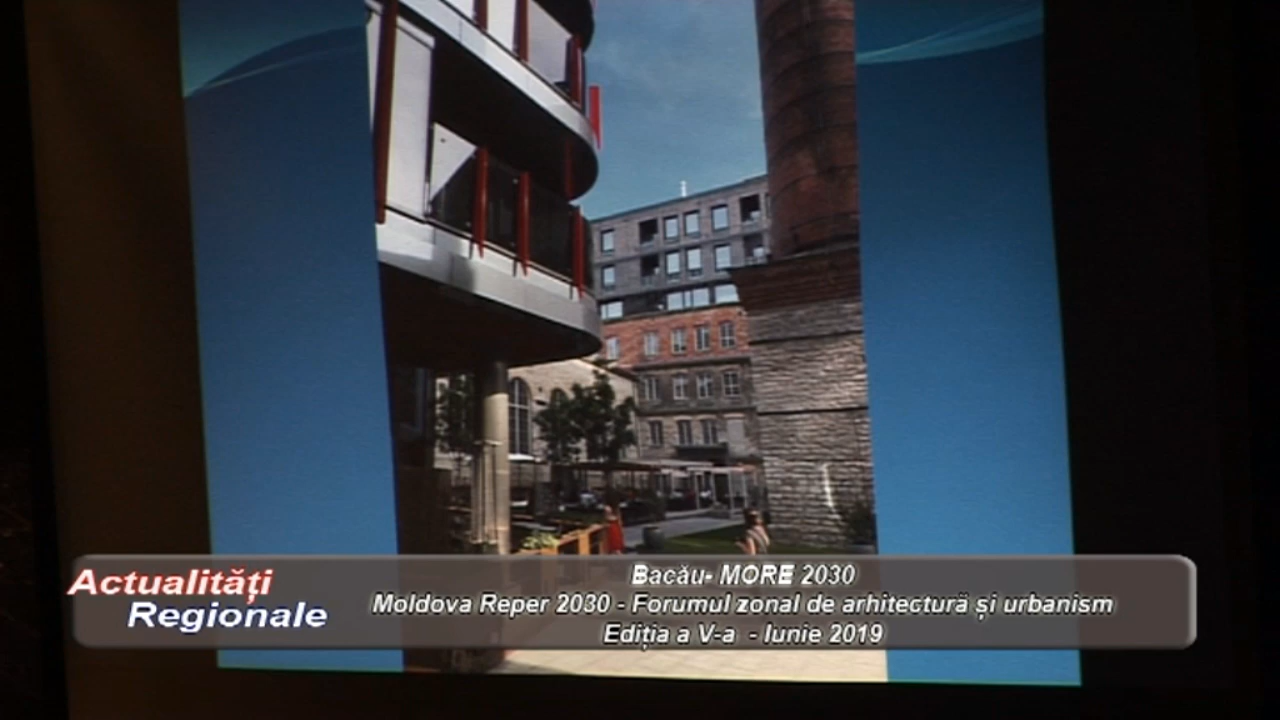 Actualități
Regionale
Bacău- MORE 2030
Moldova Reper 2030 - Forumul zonal de arhitectură și urbanism
Ediția a V-a - Iunie 2019